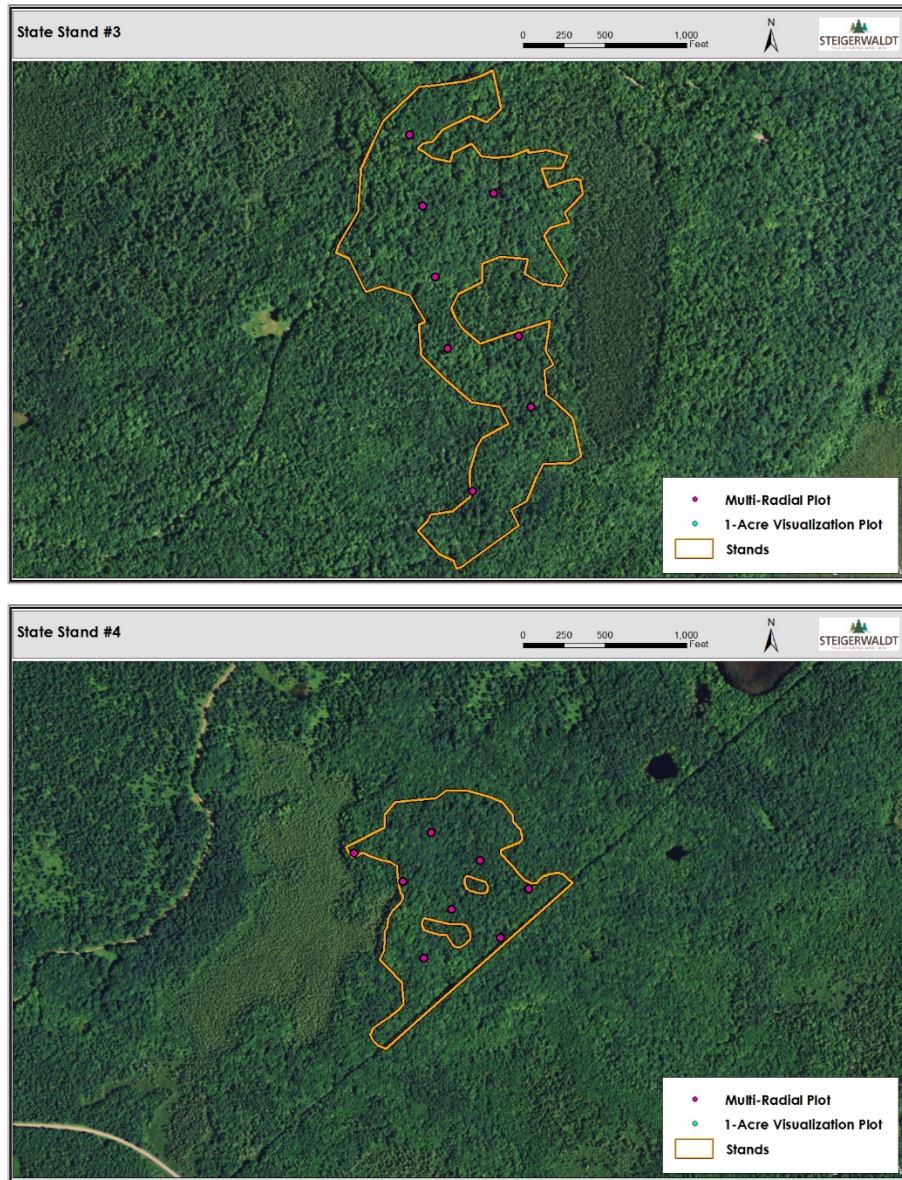 State Stand #3
0 250 500 1,000
Feet
N
STEIGERWALDT
Multi-Radial Plot
1-Acre Visualization Plot
Stands
State Stand #4
0 250 500 1,000
Feet
N
STEIGERWALDT
Multi-Radial Plot
1-Acre Visualization Plot
Stands